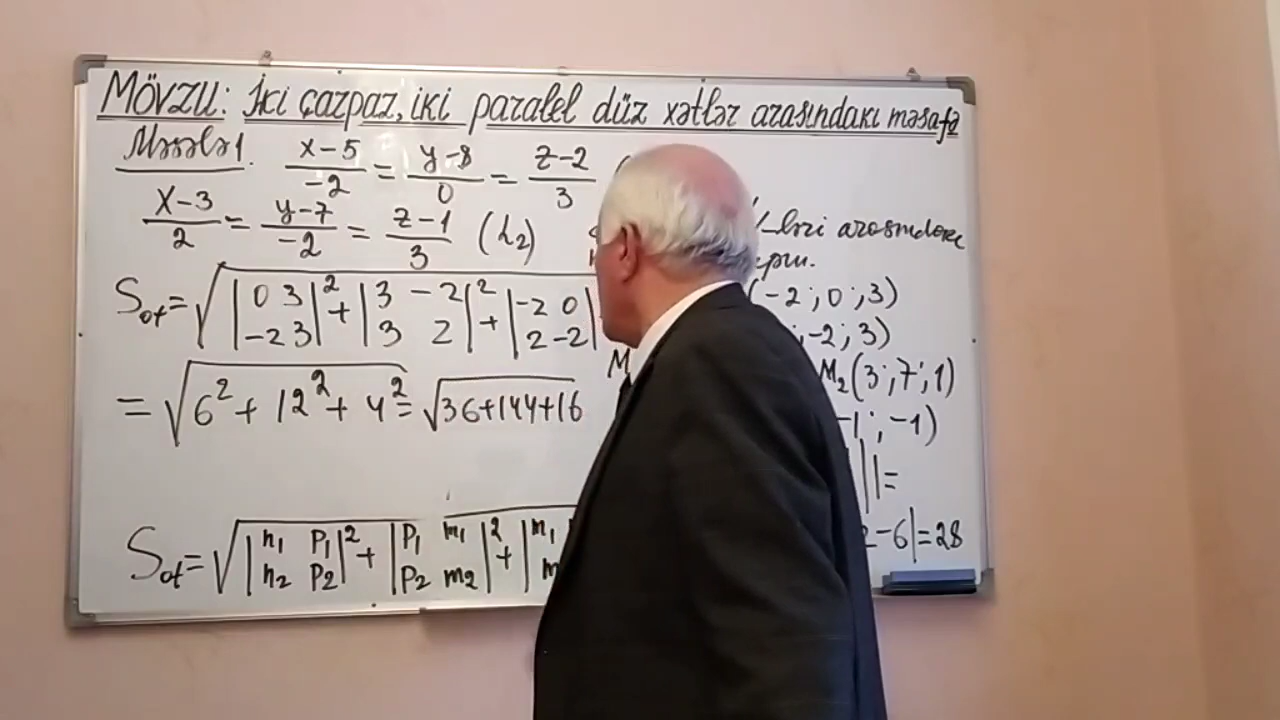 MÖVZU: İki çarpaz, iki paralel düz xətlər arasındakı məsafə
Məsələ 1. x-5/-2 = y-8/0 = z-2/3 (
x-3/2 = y-7/-2 = z-1/3 (L₂)
-ləri arasındakı
S₀ₜ = √(|0 3; -2 3|² + |3 -2; 3 2|² + |-2 0; 2 -2|
-2; 0; 3)
; -2; 3)
= √(6² + 12² + 4²) = √(36+144+16
M
M₂(3; 7; 1)
-1; -1)
||=
S₀ₜ = √(|n₁ p₁; n₂ p₂|² + |p₁ m₁; p₂ m₂|² + |m₁
2-6|=28